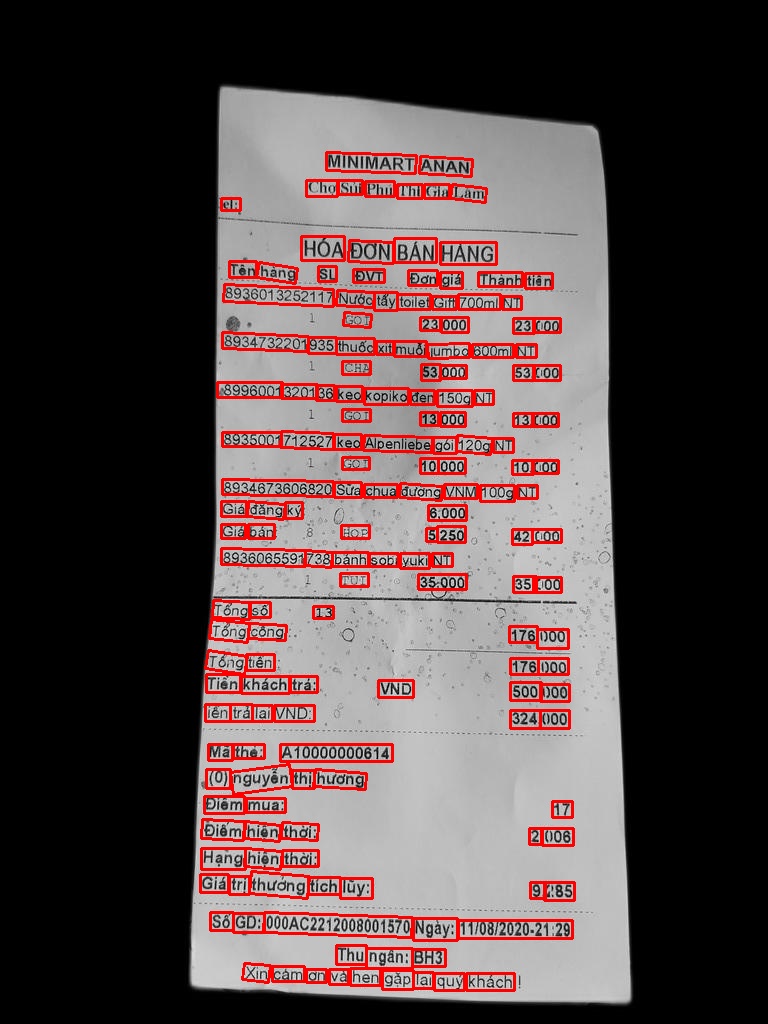 MINIMART ANAN
Chợ Sủi Phú Thị Gia Lâm
el:
HÓA ĐƠN BÁN HÀNG
Tên hàng SL ĐVT Đơn giá Thành tiền
8936013252117 Nước tẩy toilet Gift 700ml NT
1 GOI 23,000 23,000
8934732201935 thuốc xịt muỗi jumbo 600ml NT
1 CHA 53,000 53,000
8996001320136 kẹo kopiko đen 150g NT
1 GOI 13,000 13,000
8935001712527 kẹo Alpenliebe gói 120g NT
1 GOI 10,000 10,000
8934673606820 Sữa chua đường VNM 100g NT
Giá đăng ký: 6,000
Giá bán: 8 HOP 5,250 42,000
8936065591738 bánh sobi yuki NT
1 TUI 35,000 35,000
Tổng số 13
Tổng cộng: 176,000
Tổng tiền: 176,000
Tiền khách trả: VND 500,000
iền trả lại VND: 324,000
Mã thẻ: A10000000614
(0) nguyễn thị hương
Điểm mua: 17
Điểm hiện thời: 2,006
Hạng hiện thời:
Giá trị thưởng tích lũy: 9,285
Số GD: 000AC2212008001570 Ngày: 11/08/2020-21:29
Thu ngân: BH3
Xin cảm ơn và hẹn gặp lại quý khách !